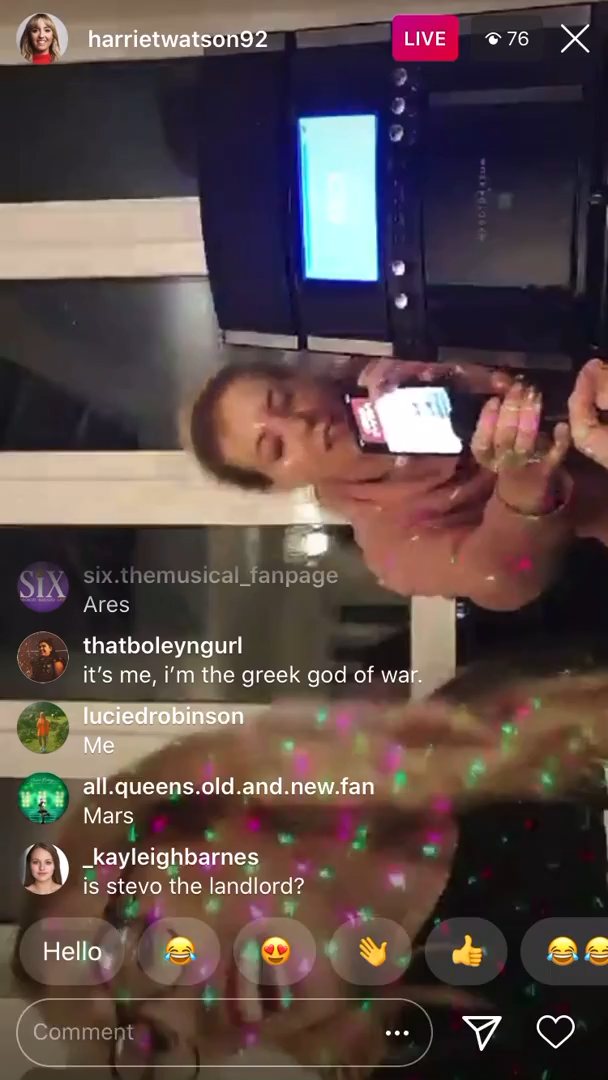 harrietwatson92
LIVE
76
SIX
six.themusical_fanpage
Ares
thatboleyngurl
it's me, i'm the greek god of war.
luciedrobinson
Me
all.queens.old.and.new.fan
Mars
_kayleighbarnes
is stevo the landlord?
Hello
Comment